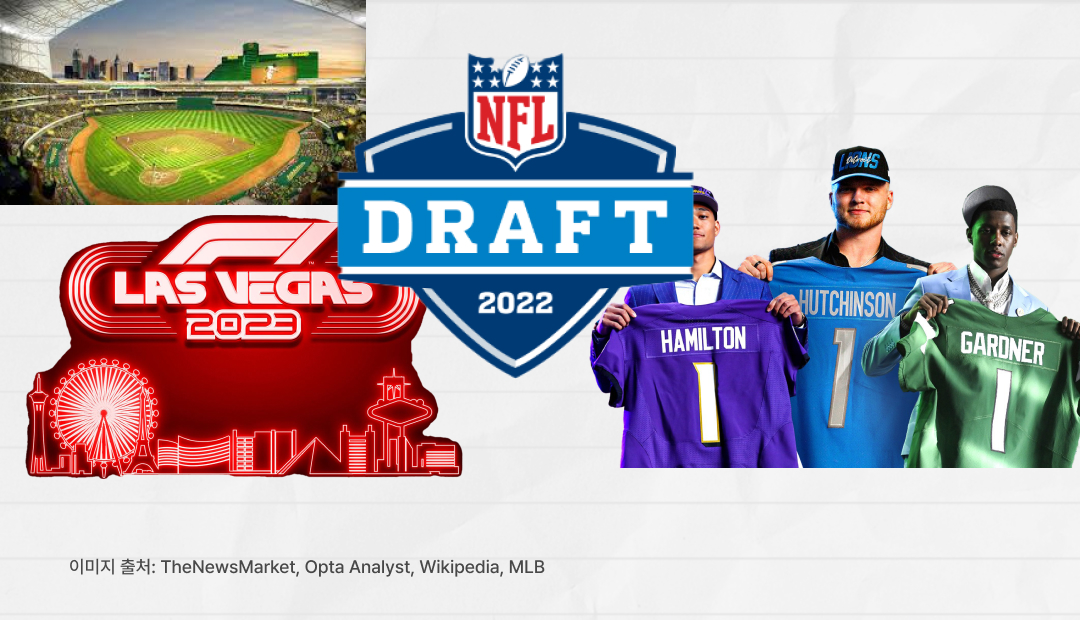 NFL
DRAFT
2022
LAS VEGAS
2023
LIONS
HAMILTON
1
HUTCHINSON
1
GARDNER
1
이미지 출처: TheNewsMarket, Opta Analyst, Wikipedia, MLB